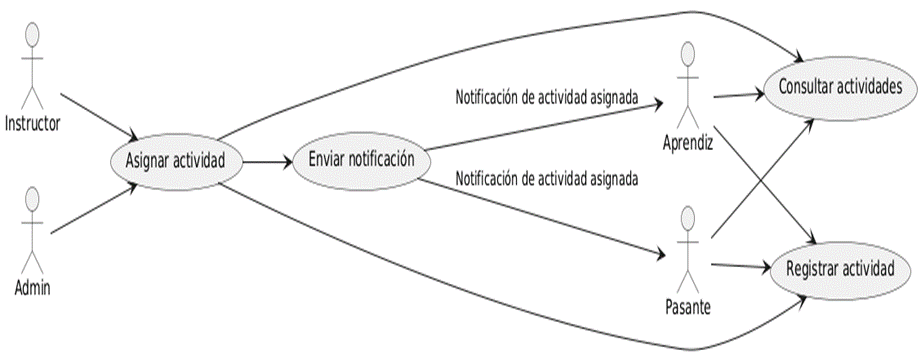 Instructor
Admin
Asignar actividad
Enviar notificación
Notificación de actividad asignada
Notificación de actividad asignada
Aprendiz
Pasante
Consultar actividades
Registrar actividad